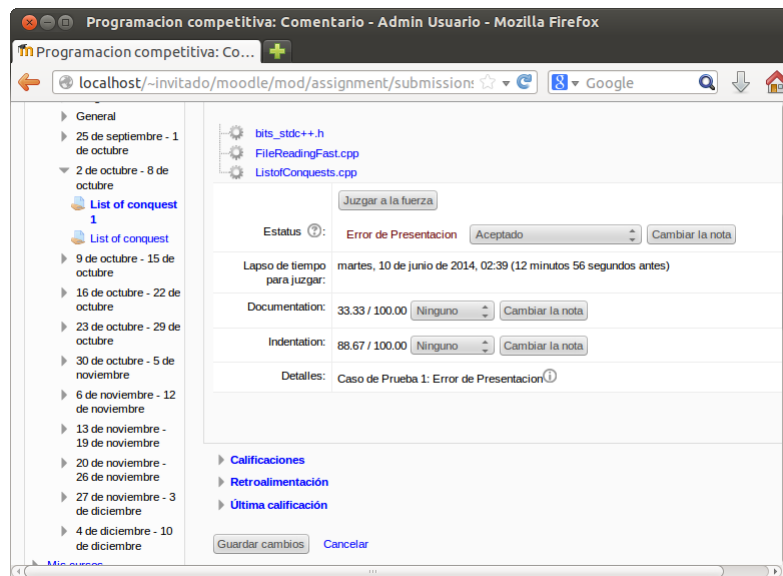 Programacion competitiva: Comentario - Admin Usuario - Mozilla Firefox
Programacion competitiva: Co...
localhost/~invitado/moodle/mod/assignment/submissions
Google
General
25 de septiembre - 1
de octubre
2 de octubre - 8 de
octubre
List of conquest
1
List of conquest
9 de octubre - 15 de
octubre
16 de octubre - 22 de
octubre
23 de octubre - 29 de
octubre
30 de octubre - 5 de
noviembre
6 de noviembre - 12
de noviembre
13 de noviembre -
19 de noviembre
20 de noviembre -
26 de noviembre
27 de noviembre - 3
de diciembre
4 de diciembre - 10
de diciembre
Mis cursos
bits_stdc++.h
FileReadingFast.cpp
ListofConquests.cpp
Juzgar a la fuerza
Estatus ?: Error de Presentacion Aceptado Cambiar la nota
Lapso de tiempo
para juzgar:
martes, 10 de junio de 2014, 02:39 (12 minutos 56 segundos antes)
Documentation: 33.33 / 100.00 Ninguno Cambiar la nota
Indentation: 88.67 / 100.00 Ninguno Cambiar la nota
Detalles: Caso de Prueba 1: Error de Presentacion
Calificaciones
Retroalimentación
Última calificación
Guardar cambios Cancelar